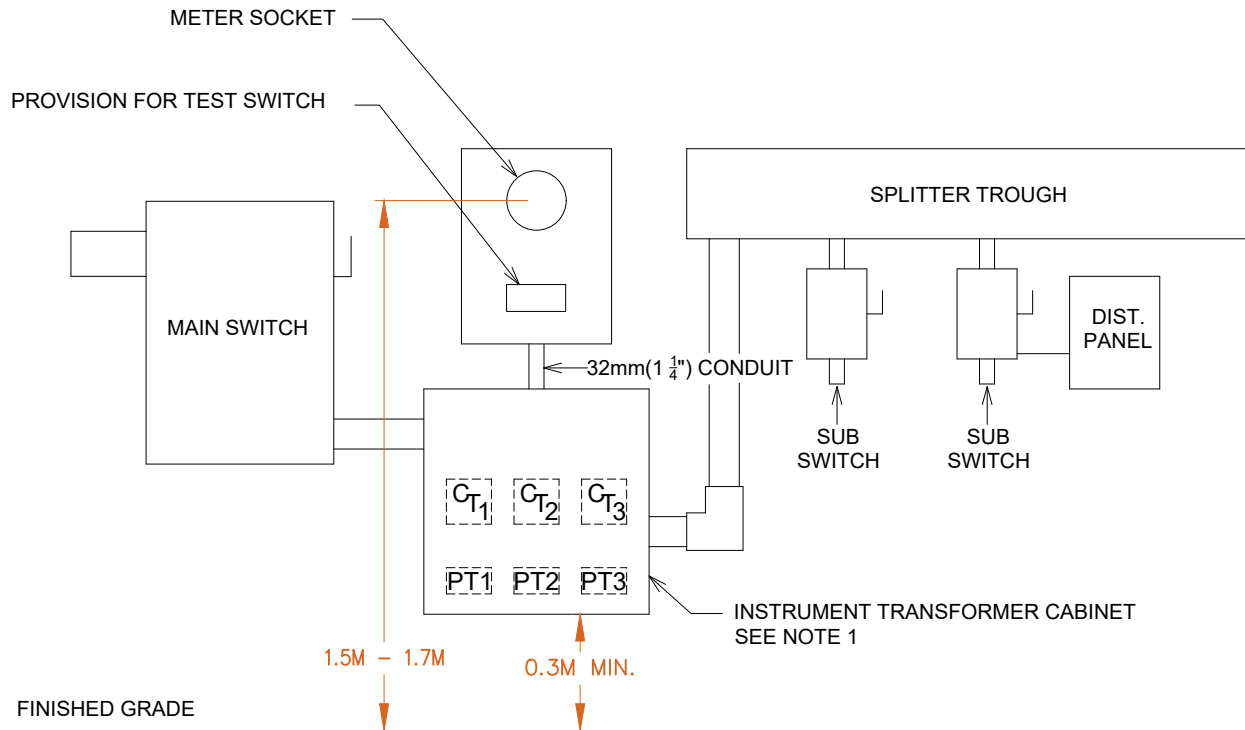 METER SOCKET
PROVISION FOR TEST SWITCH
SPLITTER TROUGH
MAIN SWITCH
DIST.
PANEL
32mm(1 1/4") CONDUIT
SUB
SWITCH
SUB
SWITCH
CT1
CT2
CT3
PT1
PT2
PT3
INSTRUMENT TRANSFORMER CABINET
SEE NOTE 1
1.5M - 1.7M
0.3M MIN.
FINISHED GRADE